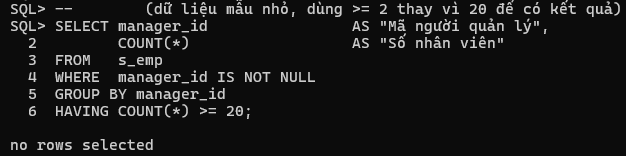 SQL> --     (dữ liệu mẫu nhỏ, dùng >= 2 thay vì 20 để có kết quả)
SQL> SELECT manager_id                AS "Mã người quản lý",
  2         COUNT(*)                  AS "Số nhân viên"
  3  FROM   s_emp
  4  WHERE  manager_id IS NOT NULL
  5  GROUP BY manager_id
  6  HAVING COUNT(*) >= 20;
no rows selected